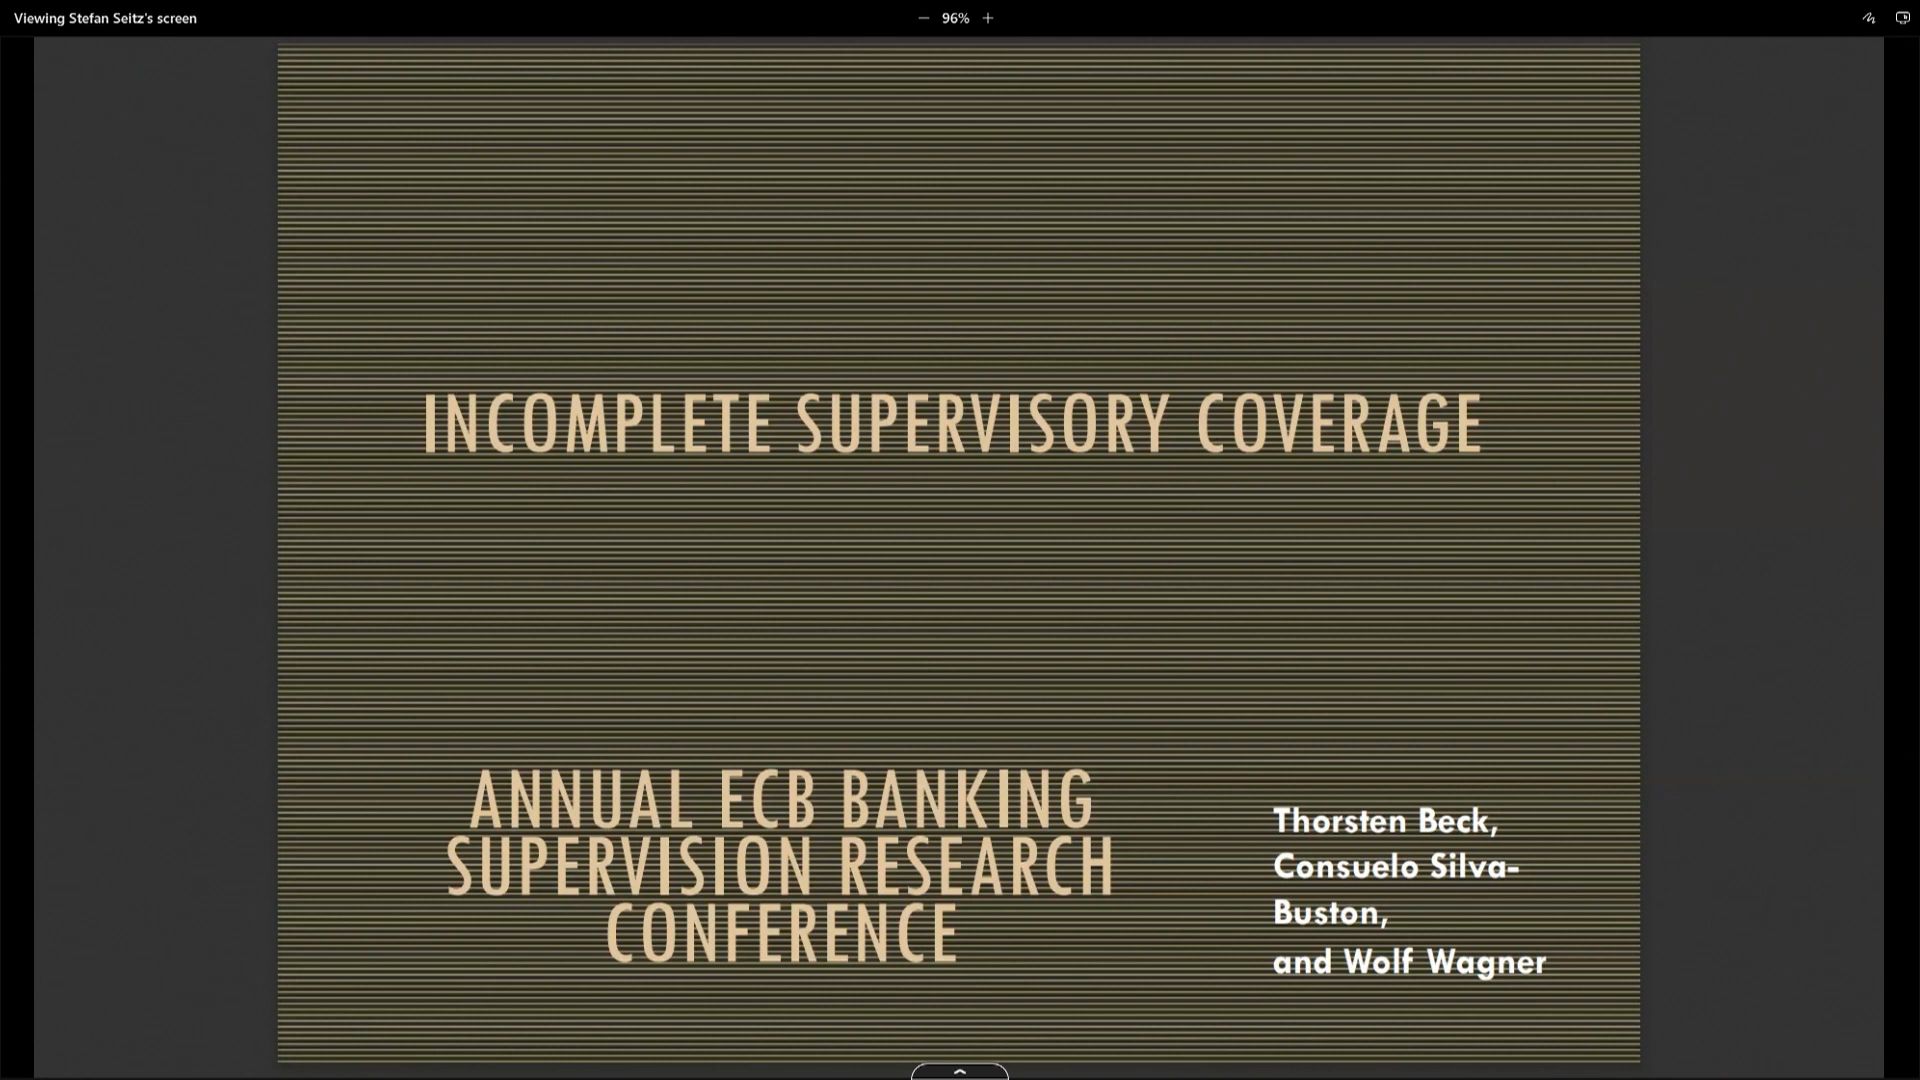 Viewing Stefan Seitz's screen
96%
INCOMPLETE SUPERVISORY COVERAGE
ANNUAL ECB BANKING
SUPERVISION RESEARCH
CONFERENCE
Thorsten Beck,
Consuelo Silva-
Buston,
and Wolf Wagner